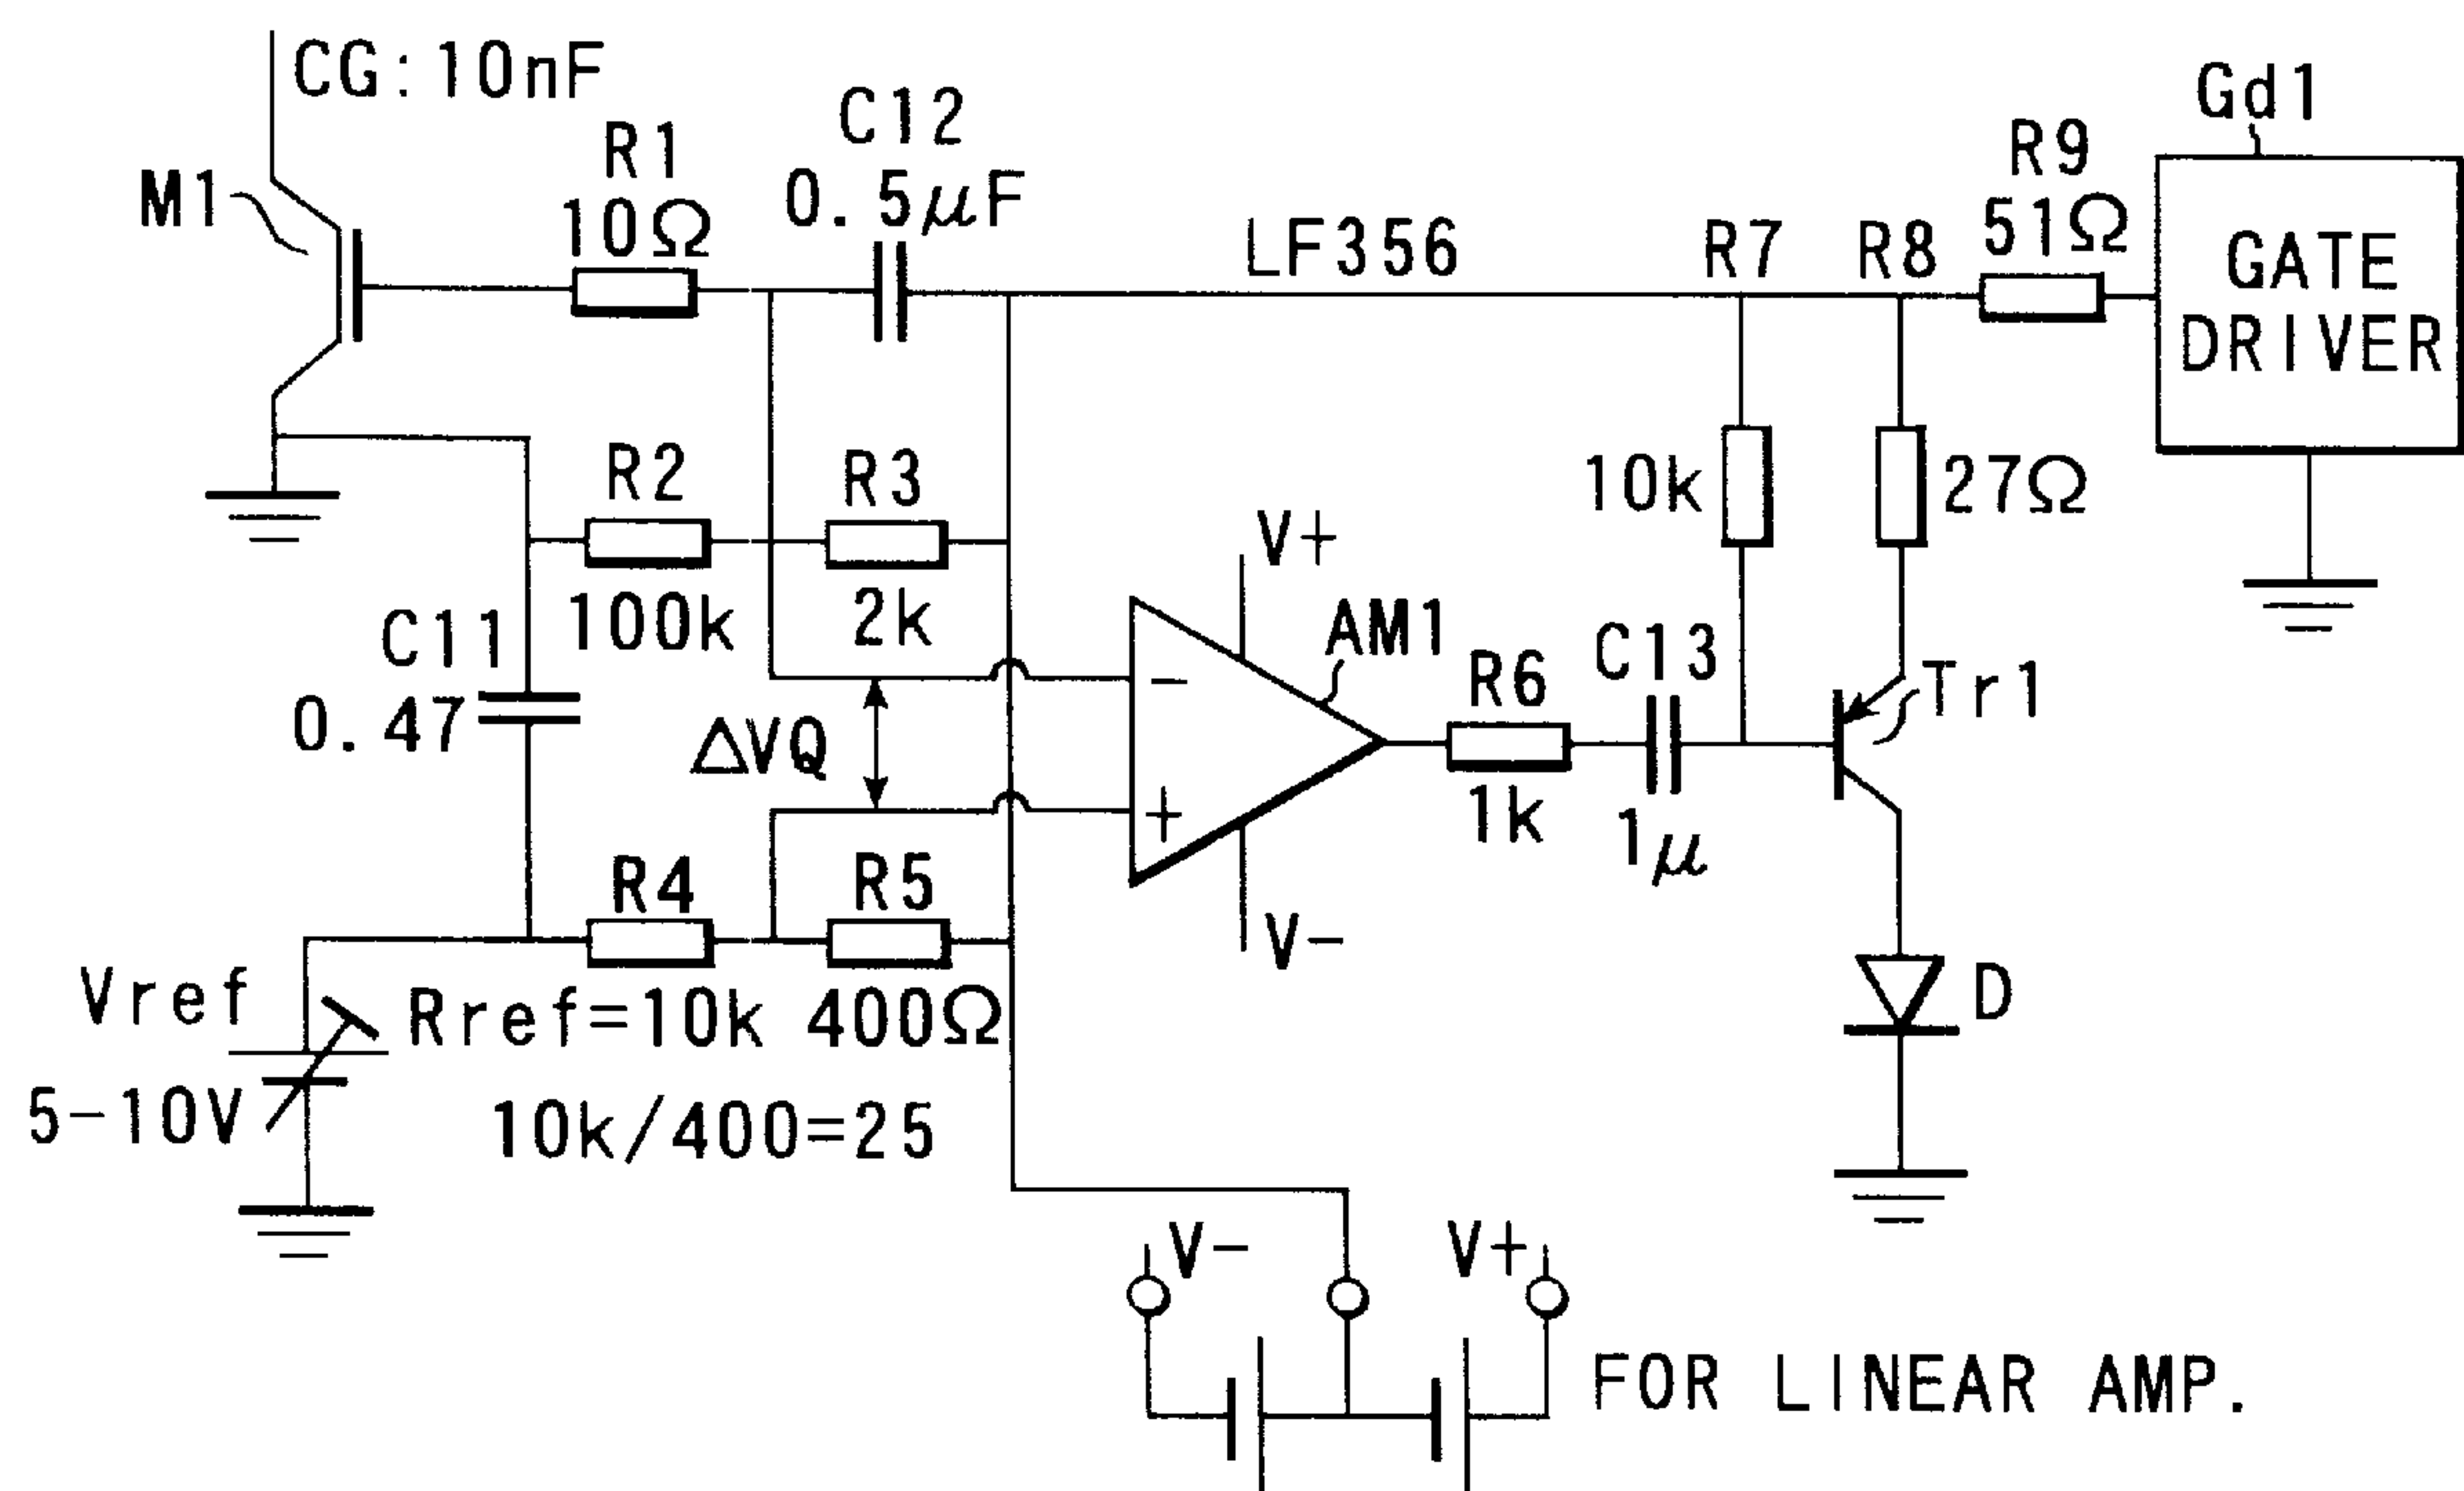 CG:10nF
M1
R1
10Ω
C12
0.5μF
LF356
R7
R8
R9
51Ω
Gd1
GATE
DRIVER
R2
100k
R3
2k
10k
27Ω
V+
C11
0.47
ΔVQ
AM1
R6
1k
C13
1μ
Tr1
−
+
V-
R4
R5
Vref
5-10V
Rref=10k 400Ω
10k/400=25
D
V-
V+
FOR LINEAR AMP.